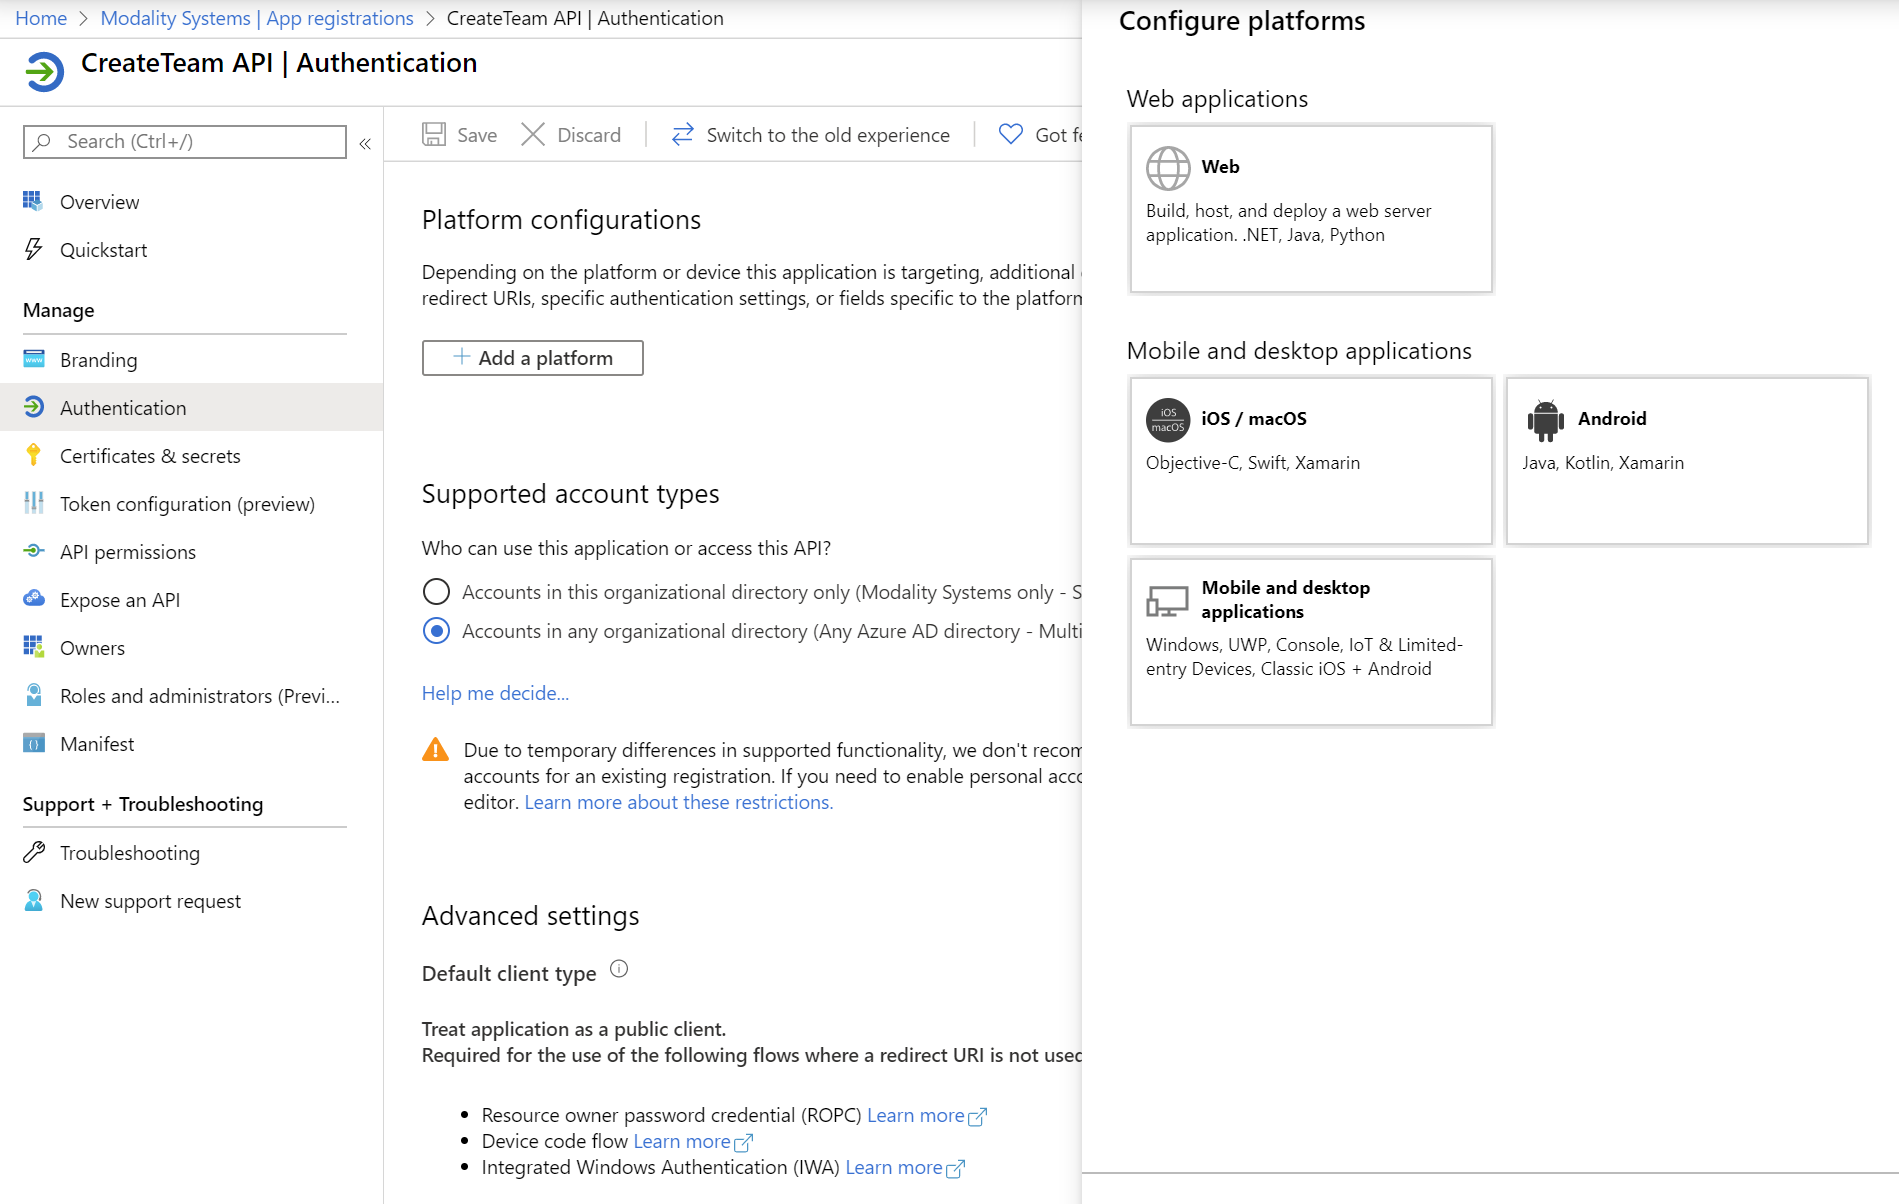 Home > Modality Systems | App registrations > CreateTeam API | Authentication
CreateTeam API | Authentication
Search (Ctrl+/)
«
Overview
Quickstart
Manage
Branding
Authentication
Certificates & secrets
Token configuration (preview)
API permissions
Expose an API
Owners
Roles and administrators (Previ...
Manifest
Support + Troubleshooting
Troubleshooting
New support request
Save
Discard
Switch to the old experience
Got fe
Platform configurations
Depending on the platform or device this application is targeting, additional
redirect URIs, specific authentication settings, or fields specific to the platform
+ Add a platform
Supported account types
Who can use this application or access this API?
Accounts in this organizational directory only (Modality Systems only - S
Accounts in any organizational directory (Any Azure AD directory - Multi
Help me decide...
Due to temporary differences in supported functionality, we don't recom
accounts for an existing registration. If you need to enable personal acco
editor. Learn more about these restrictions.
Advanced settings
Default client type
Treat application as a public client.
Required for the use of the following flows where a redirect URI is not used
• Resource owner password credential (ROPC) Learn more
• Device code flow Learn more
• Integrated Windows Authentication (IWA) Learn more
Configure platforms
Web applications
Web
Build, host, and deploy a web server
application. .NET, Java, Python
Mobile and desktop applications
iOS
macOS
iOS / macOS
Objective-C, Swift, Xamarin
Android
Java, Kotlin, Xamarin
Mobile and desktop
applications
Windows, UWP, Console, IoT & Limited-
entry Devices, Classic iOS + Android